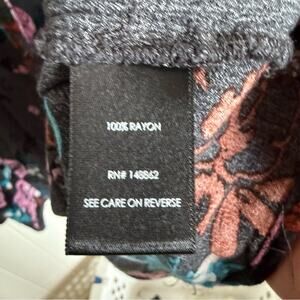 100% RAYON
RN# 148862
SEE CARE ON REVERSE